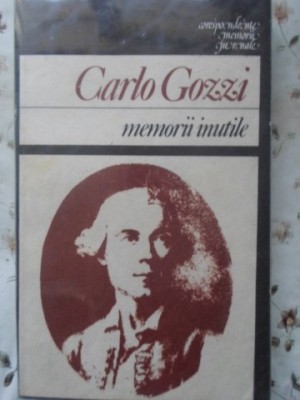 corespondențe
memorii
jurnale
Carlo Gozzi
memorii inutile